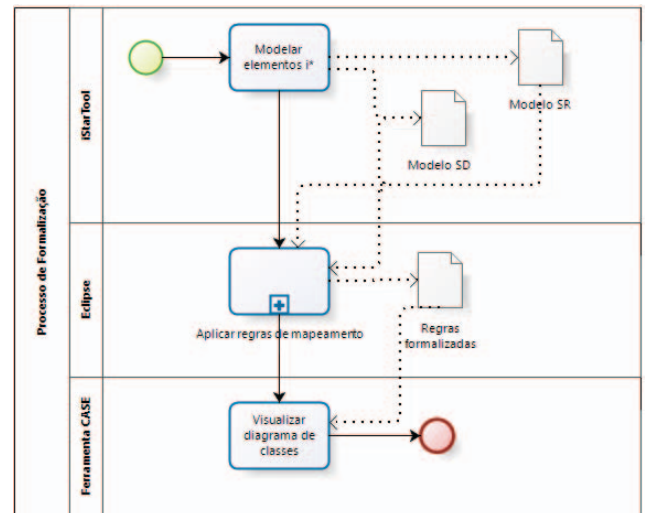 Processo de Formalização
iStarTool
Modelar
elementos i*
Modelo SR
Modelo SD
Eclipse
Aplicar regras de mapeamento
Regras
formalizadas
Ferramenta CASE
Visualizar
diagrama de
classes